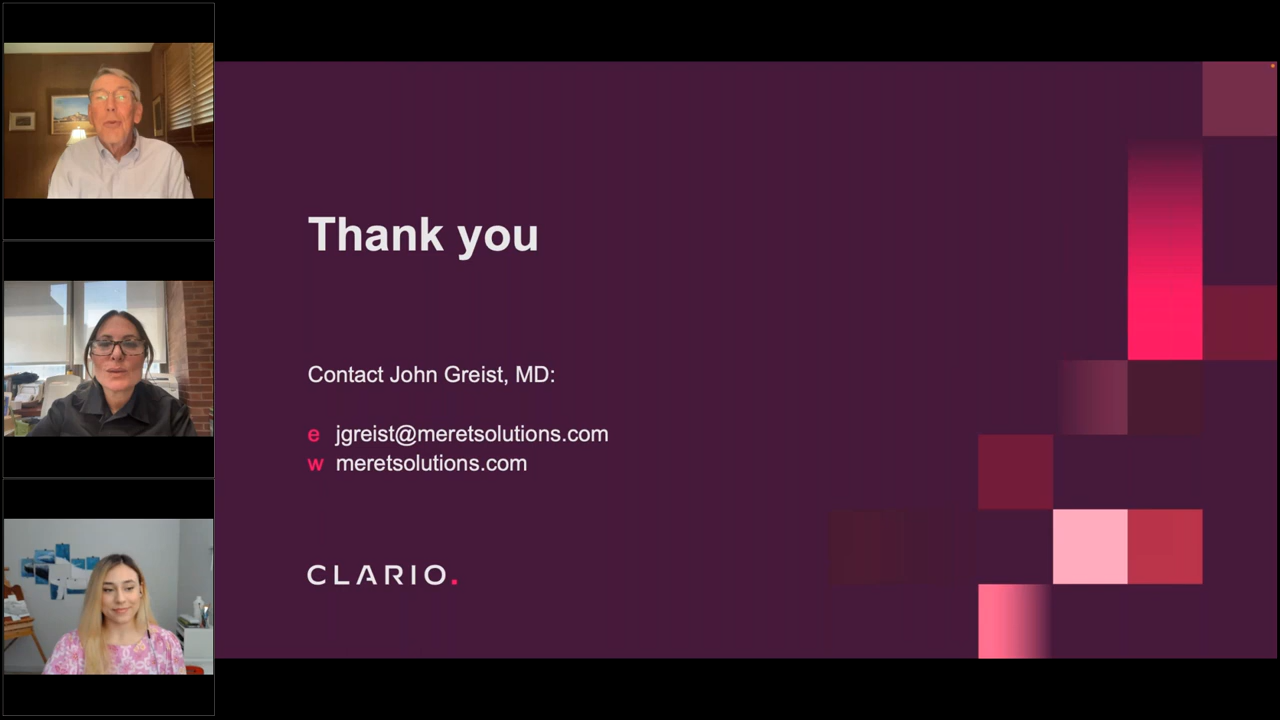 Thank you
Contact John Greist, MD:
e jgreist@meretsolutions.com
w meretsolutions.com
CLARIO.